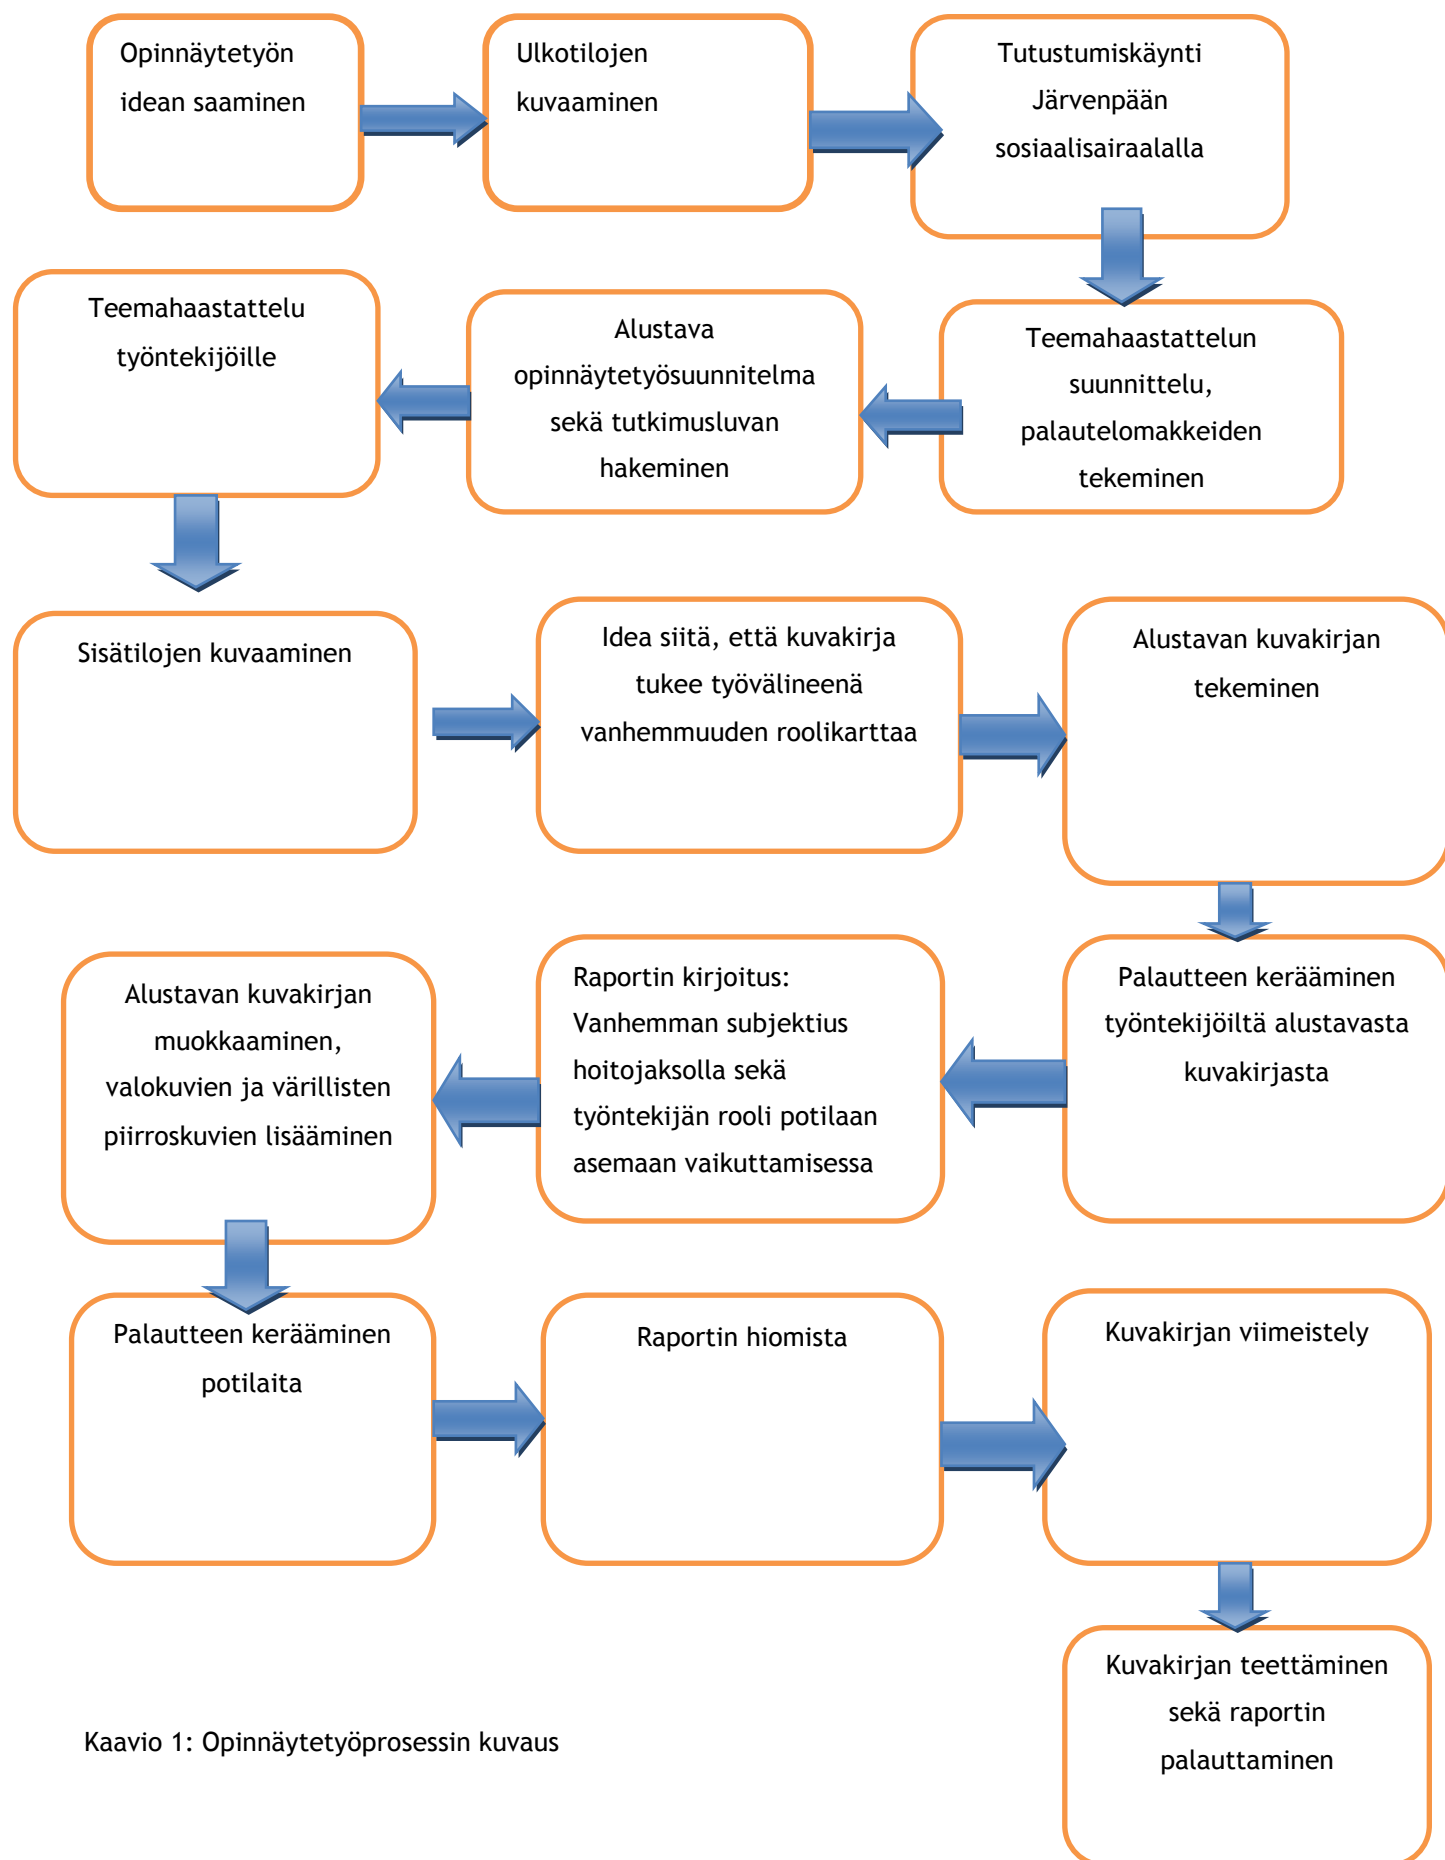 Opinnäytetyön
idean saaminen
Ulkotilojen
kuvaaminen
Tutustumiskäynti
Järvenpään
sosiaalisairaalalla
Teemahaastattelun
suunnittelu,
palautelomakkeiden
tekeminen
Alustava
opinnäytetyösuunnitelma
sekä tutkimusluvan
hakeminen
Teemahaastattelu
työntekijöille
Sisätilojen kuvaaminen
Idea siitä, että kuvakirja
tukee työvälineenä
vanhemmuuden roolikarttaa
Alustavan kuvakirjan
tekeminen
Palautteen kerääminen
työntekijöiltä alustavasta
kuvakirjasta
Raportin kirjoitus:
Vanhemman subjektius
hoitojaksolla sekä
työntekijän rooli potilaan
asemaan vaikuttamisessa
Alustavan kuvakirjan
muokkaaminen,
valokuvien ja värillisten
piirroskuvien lisääminen
Palautteen kerääminen
potilaita
Raportin hiomista
Kuvakirjan viimeistely
Kuvakirjan teettäminen
sekä raportin
palauttaminen
Kaavio 1: Opinnäytetyöprosessin kuvaus